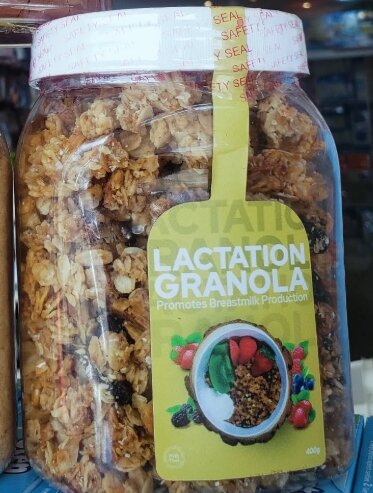 SAFETY SEAL
SAFETY SEAL
LACTATION
GRANOLA
Promotes Breastmilk Production
400g